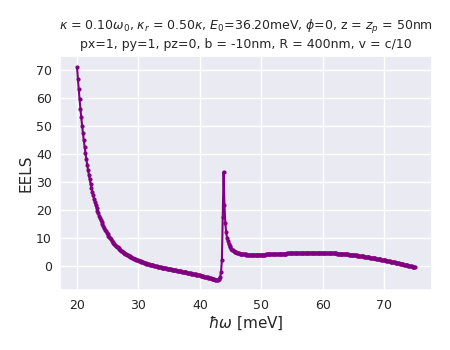 κ = 0.10ω₀, κᵣ = 0.50κ, E₀=36.20meV, ϕ=0, z = zₚ = 50nm
px=1, py=1, pz=0, b = -10nm, R = 400nm, v = c/10
EELS
70
60
50
40
30
20
10
0
20 30 40 50 60 70
ℏω [meV]